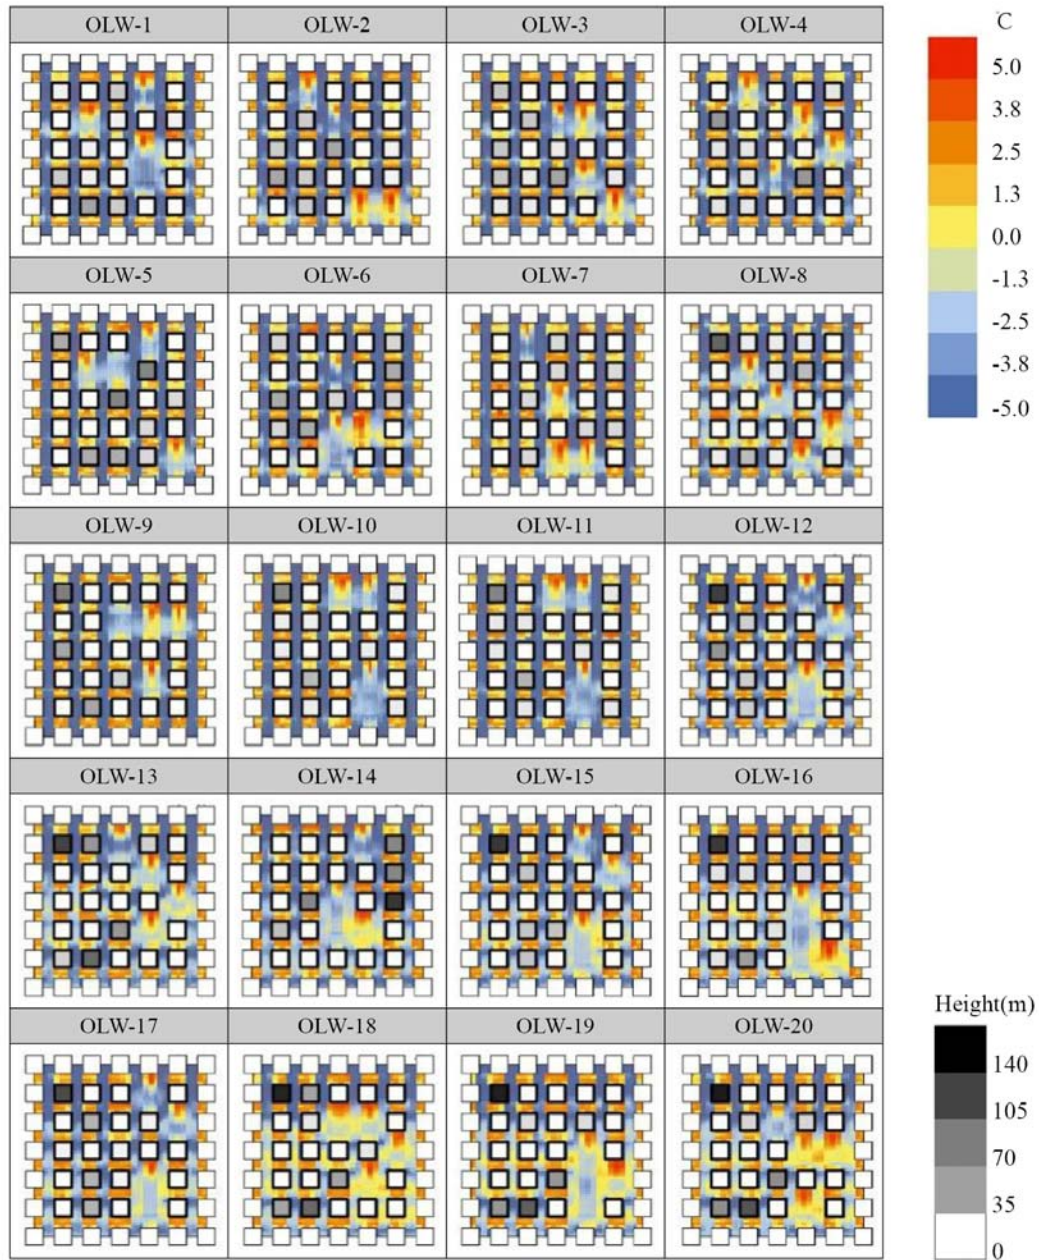 OLW-1 OLW-2 OLW-3 OLW-4
C
5.0
3.8
2.5
1.3
0.0
-1.3
-2.5
-3.8
-5.0
OLW-5 OLW-6 OLW-7 OLW-8
OLW-9 OLW-10 OLW-11 OLW-12
OLW-13 OLW-14 OLW-15 OLW-16
Height(m)
140
105
70
35
0
OLW-17 OLW-18 OLW-19 OLW-20